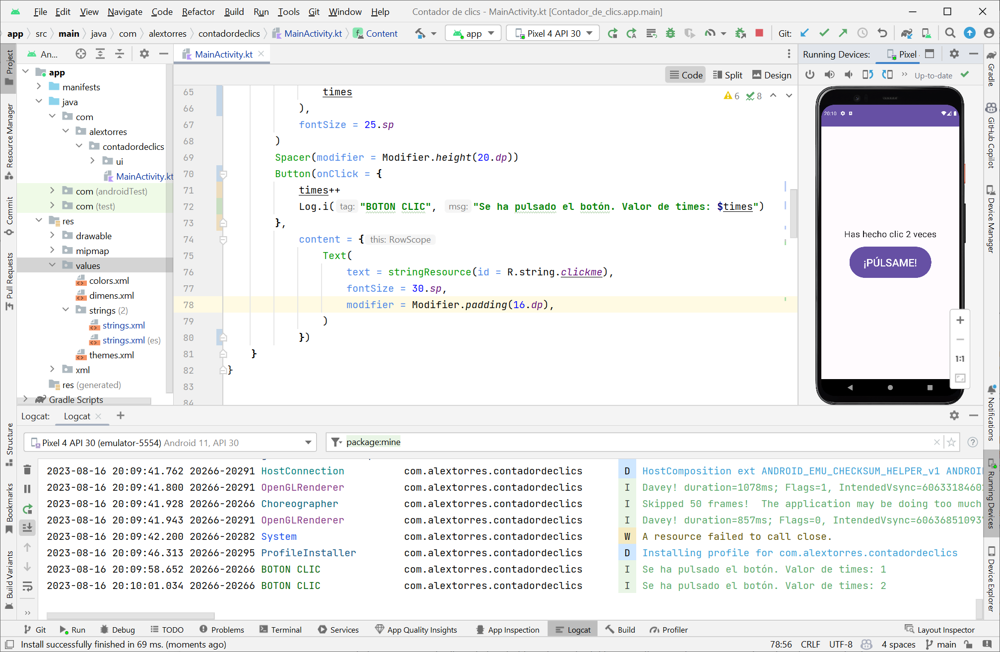 File Edit View Navigate Code Refactor Build Run Tools Git Window Help Contador de clics - MainActivity.kt [Contador_de_clics.app.main]
app src main java com alextorres contadordeclics MainActivity.kt Content app Pixel 4 API 30 Git:
An... MainActivity.kt Running Devices: Pixel
Code Split Design Up-to-date
Project
Resource Manager
Commit
Pull Requests
Structure
Bookmarks
Build Variants
app
manifests
java
com
alextorres
contadordeclics
ui
MainActivity.kt
com (androidTest)
com (test)
res
drawable
mipmap
values
colors.xml
dimens.xml
strings (2)
strings.xml
strings.xml (es)
themes.xml
xml
res (generated)
Gradle Scripts
6 8
65 times
66 ),
67 fontSize = 25.sp
68 )
69 Spacer(modifier = Modifier.height(20.dp))
70 Button(onClick = {
71 times++
72 Log.i( tag: "BOTON CLIC", msg: "Se ha pulsado el botón. Valor de times: $times")
73 },
74 content = { this: RowScope
75 Text(
76 text = stringResource(id = R.string.clickme),
77 fontSize = 30.sp,
78 modifier = Modifier.padding(16.dp),
79 )
80 })
81 }
82 }
83
84
20:10
Has hecho clic 2 veces
¡PÚLSAME!
1:1
Gradle
GitHub Copilot
Device Manager
Notifications
Running Devices
Device Explorer
Logcat: Logcat
Pixel 4 API 30 (emulator-5554) Android 11, API 30 package:mine
2023-08-16 20:09:41.762 20266-20291 HostConnection com.alextorres.contadordeclics D HostComposition ext ANDROID_EMU_CHECKSUM_HELPER_v1 ANDROI
2023-08-16 20:09:41.800 20266-20291 OpenGLRenderer com.alextorres.contadordeclics I Davey! duration=1078ms; Flags=1, IntendedVsync=60633184602
2023-08-16 20:09:41.928 20266-20266 Choreographer com.alextorres.contadordeclics I Skipped 50 frames! The application may be doing too much
2023-08-16 20:09:41.943 20266-20291 OpenGLRenderer com.alextorres.contadordeclics I Davey! duration=857ms; Flags=0, IntendedVsync=60636851093
2023-08-16 20:09:42.200 20266-20282 System com.alextorres.contadordeclics W A resource failed to call close.
2023-08-16 20:09:46.313 20266-20295 ProfileInstaller com.alextorres.contadordeclics D Installing profile for com.alextorres.contadordeclics
2023-08-16 20:09:58.652 20266-20266 BOTON CLIC com.alextorres.contadordeclics I Se ha pulsado el botón. Valor de times: 1
2023-08-16 20:10:01.034 20266-20266 BOTON CLIC com.alextorres.contadordeclics I Se ha pulsado el botón. Valor de times: 2
Git Run Debug TODO Problems Terminal Services App Quality Insights App Inspection Logcat Build Profiler Layout Inspector
Install successfully finished in 69 ms. (moments ago) 78:56 CRLF UTF-8 4 spaces main